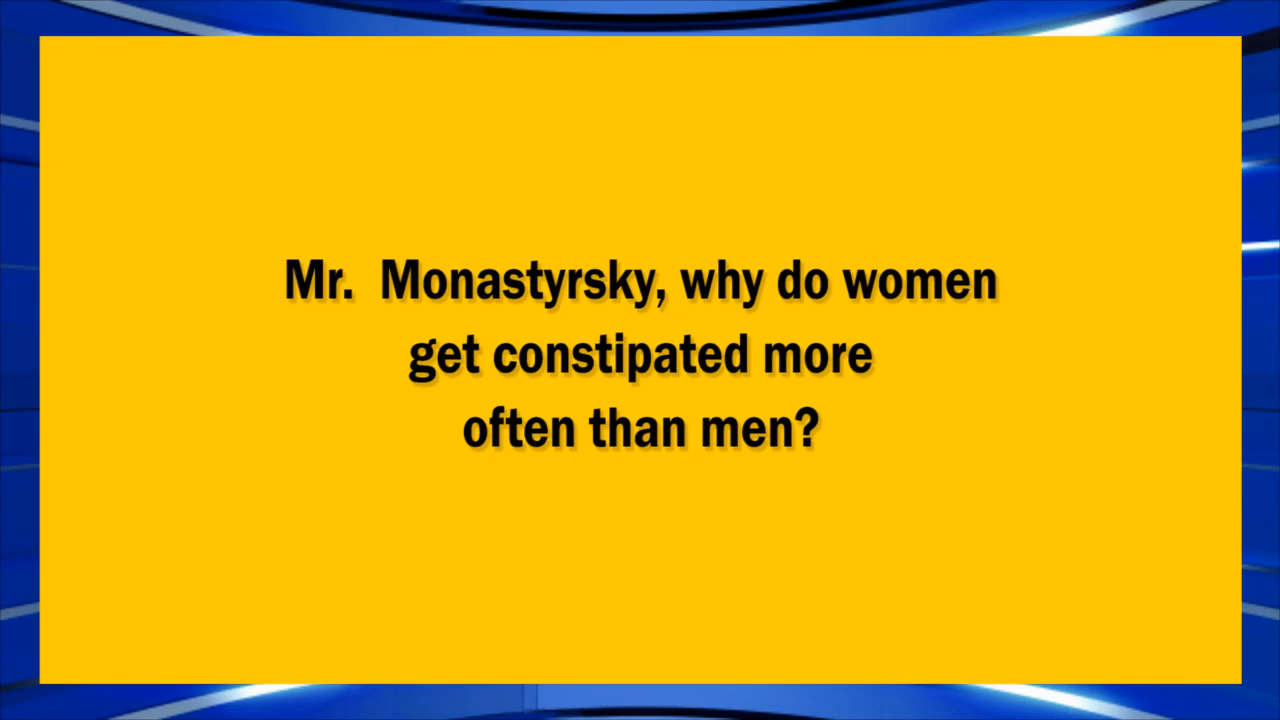 Mr.  Monastyrsky, why do women
get constipated more
often than men?